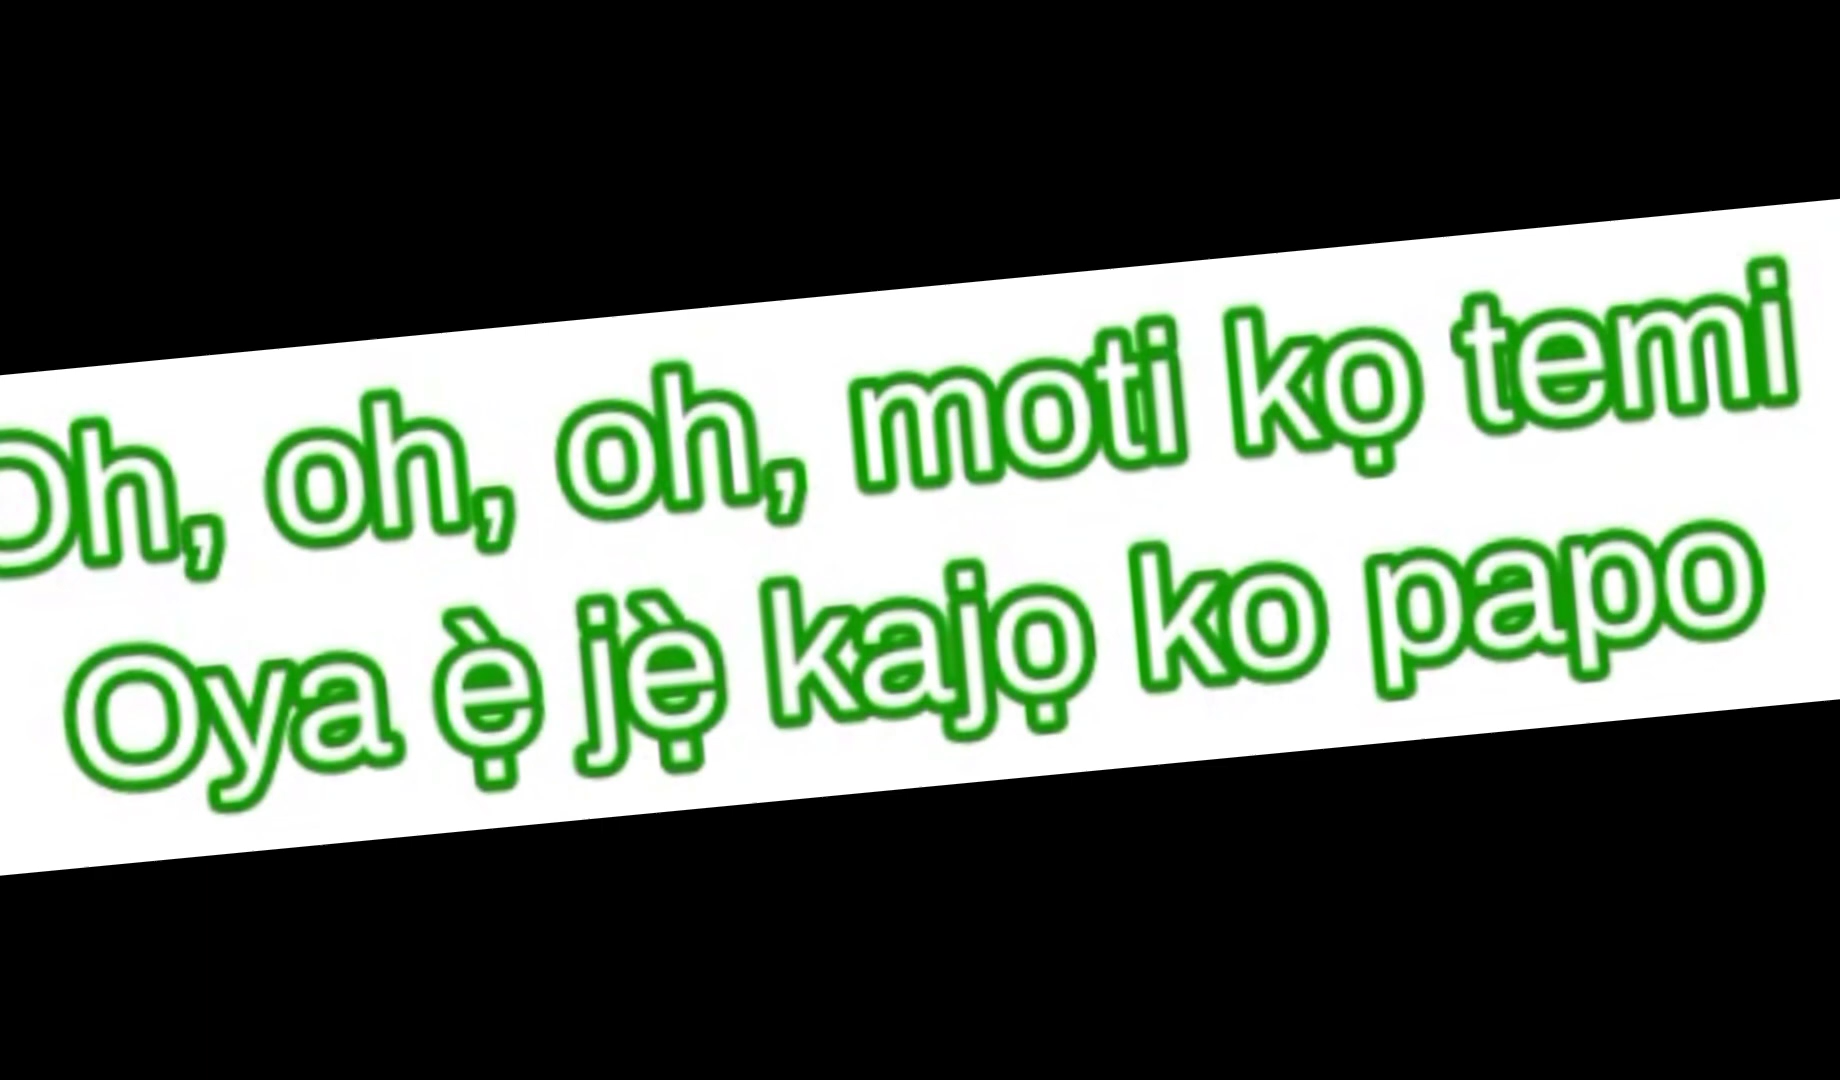 Oh, oh, oh, moti kọ temi
Oya ẹ̀ jẹ̀ kajọ ko papo